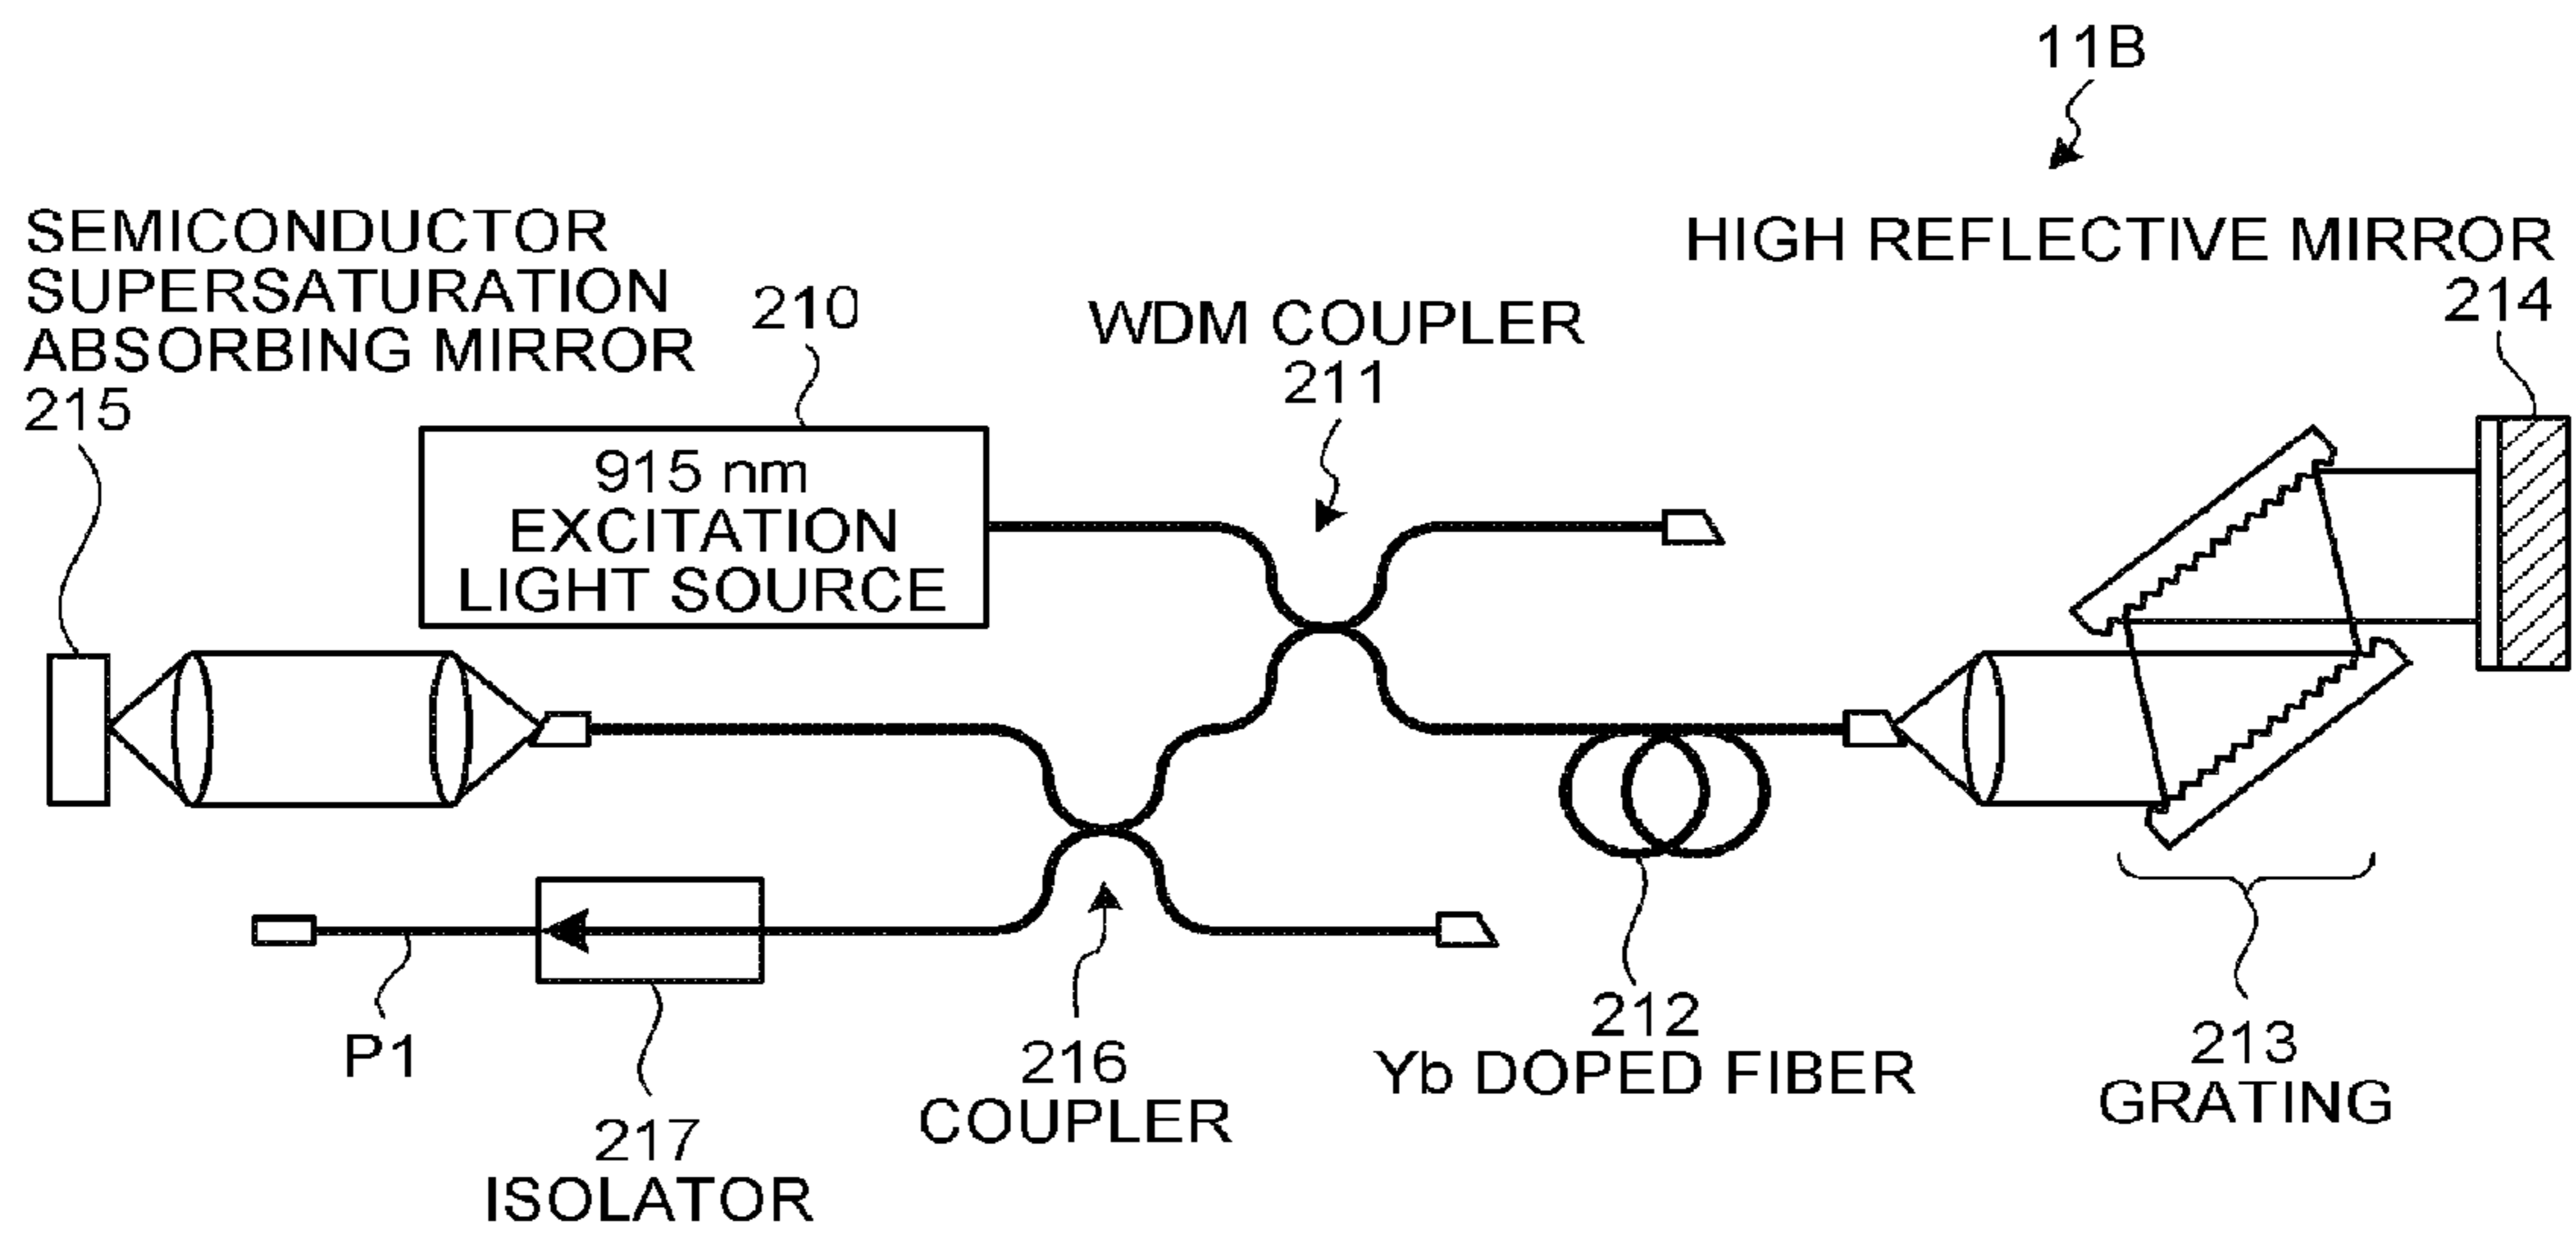 11B
SEMICONDUCTOR
SUPERSATURATION
ABSORBING MIRROR
215
210
915 nm
EXCITATION
LIGHT SOURCE
WDM COUPLER
211
HIGH REFLECTIVE MIRROR
214
P1
217
ISOLATOR
216
COUPLER
212
Yb DOPED FIBER
213
GRATING